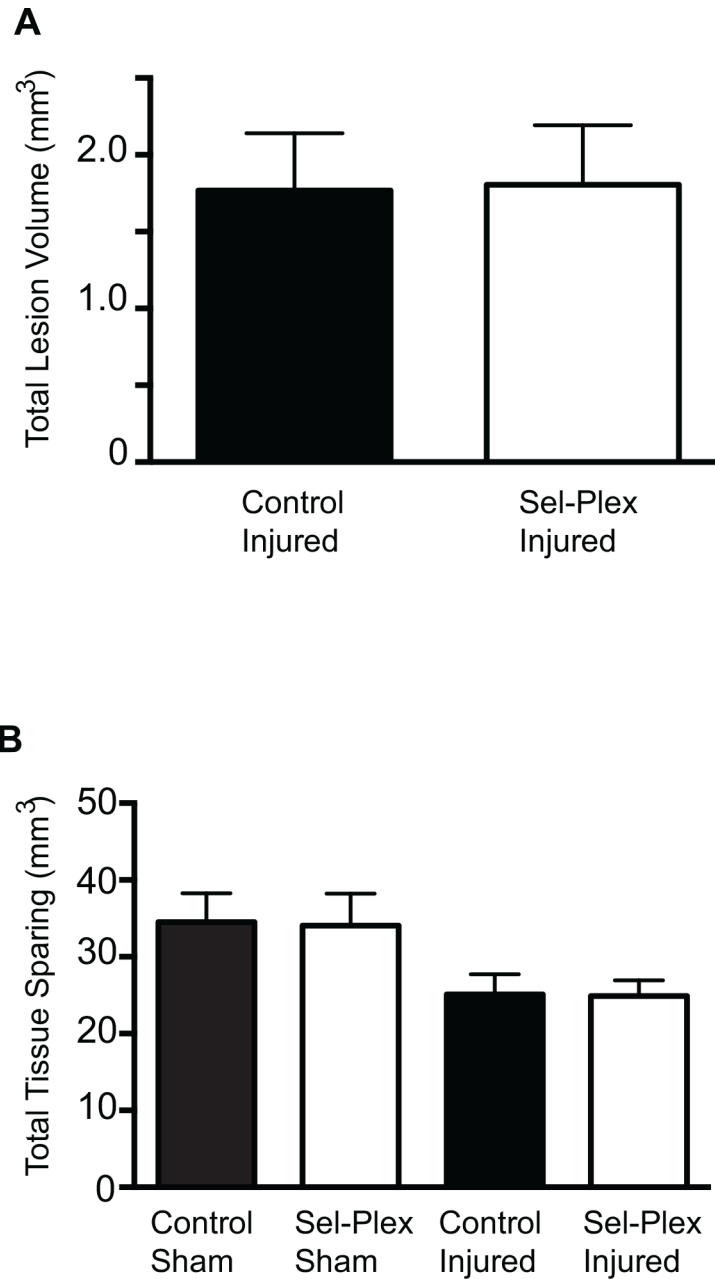 A
Total Lesion Volume (mm³)
2.0
1.0
0
Control
Injured
Sel-Plex
Injured
B
Total Tissue Sparing (mm³)
50
40
30
20
10
0
Control
Sham
Sel-Plex
Sham
Control
Injured
Sel-Plex
Injured